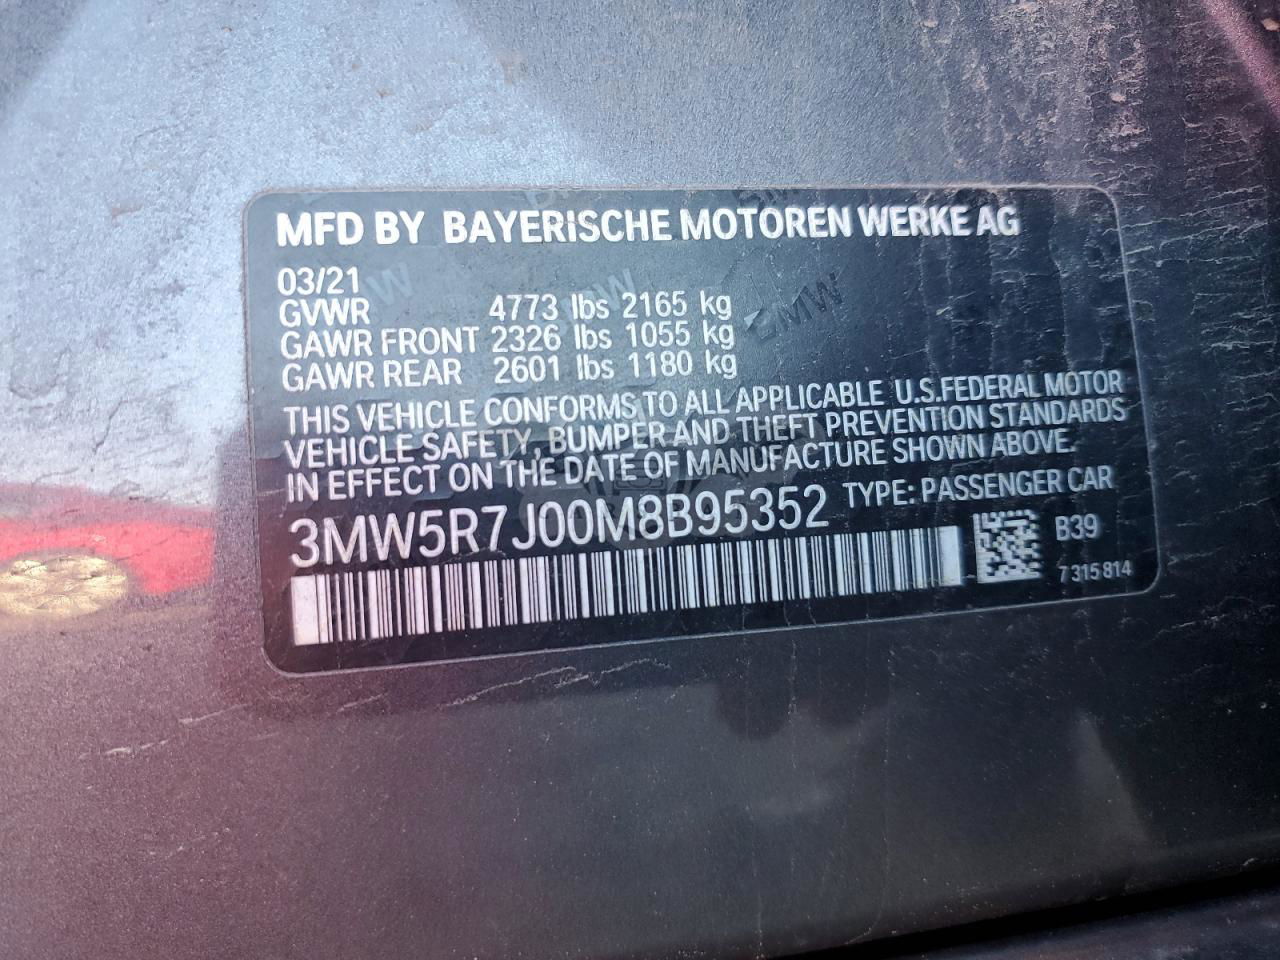 MFD BY BAYERISCHE MOTOREN WERKE AG
03/21
GVWR 4773 lbs 2165 kg
GAWR FRONT 2326 lbs 1055 kg
GAWR REAR 2601 lbs 1180 kg
THIS VEHICLE CONFORMS TO ALL APPLICABLE U.S.FEDERAL MOTOR
VEHICLE SAFETY, BUMPER AND THEFT PREVENTION STANDARDS
IN EFFECT ON THE DATE OF MANUFACTURE SHOWN ABOVE.
3MW5R7J00M8B95352 TYPE: PASSENGER CAR
B39
7 315 814
BMW